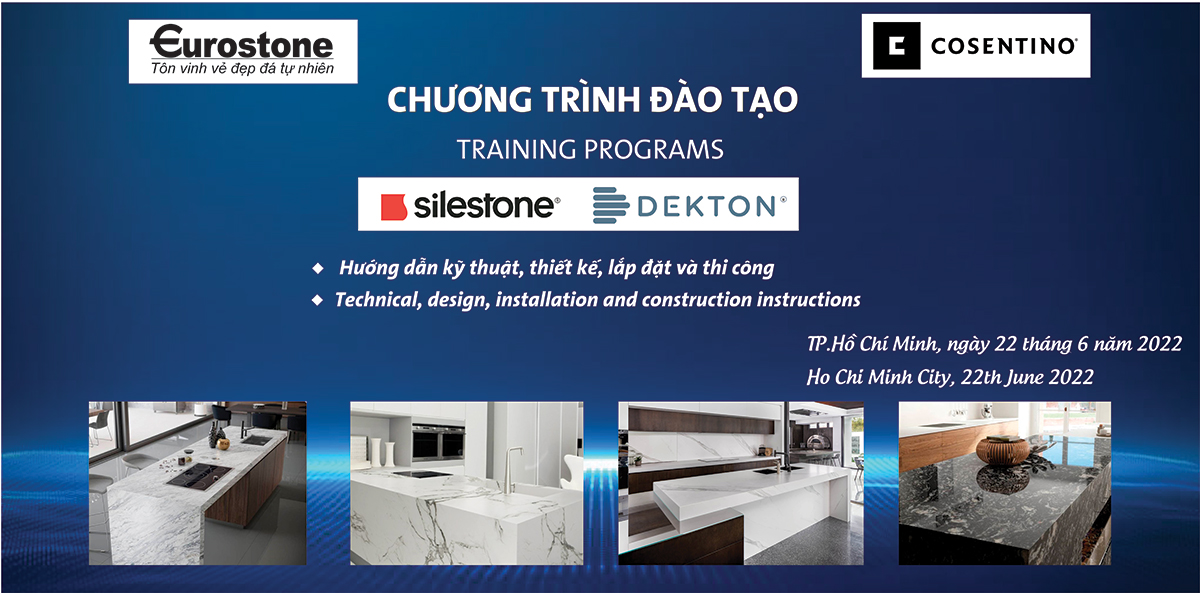 Eurostone
Tôn vinh vẻ đẹp đá tự nhiên
COSENTINO®
CHƯƠNG TRÌNH ĐÀO TẠO
TRAINING PROGRAMS
silestone® DEKTON®
Hướng dẫn kỹ thuật, thiết kế, lắp đặt và thi công
Technical, design, installation and construction instructions
TP.Hồ Chí Minh, ngày 22 tháng 6 năm 2022
Ho Chi Minh City, 22th June 2022